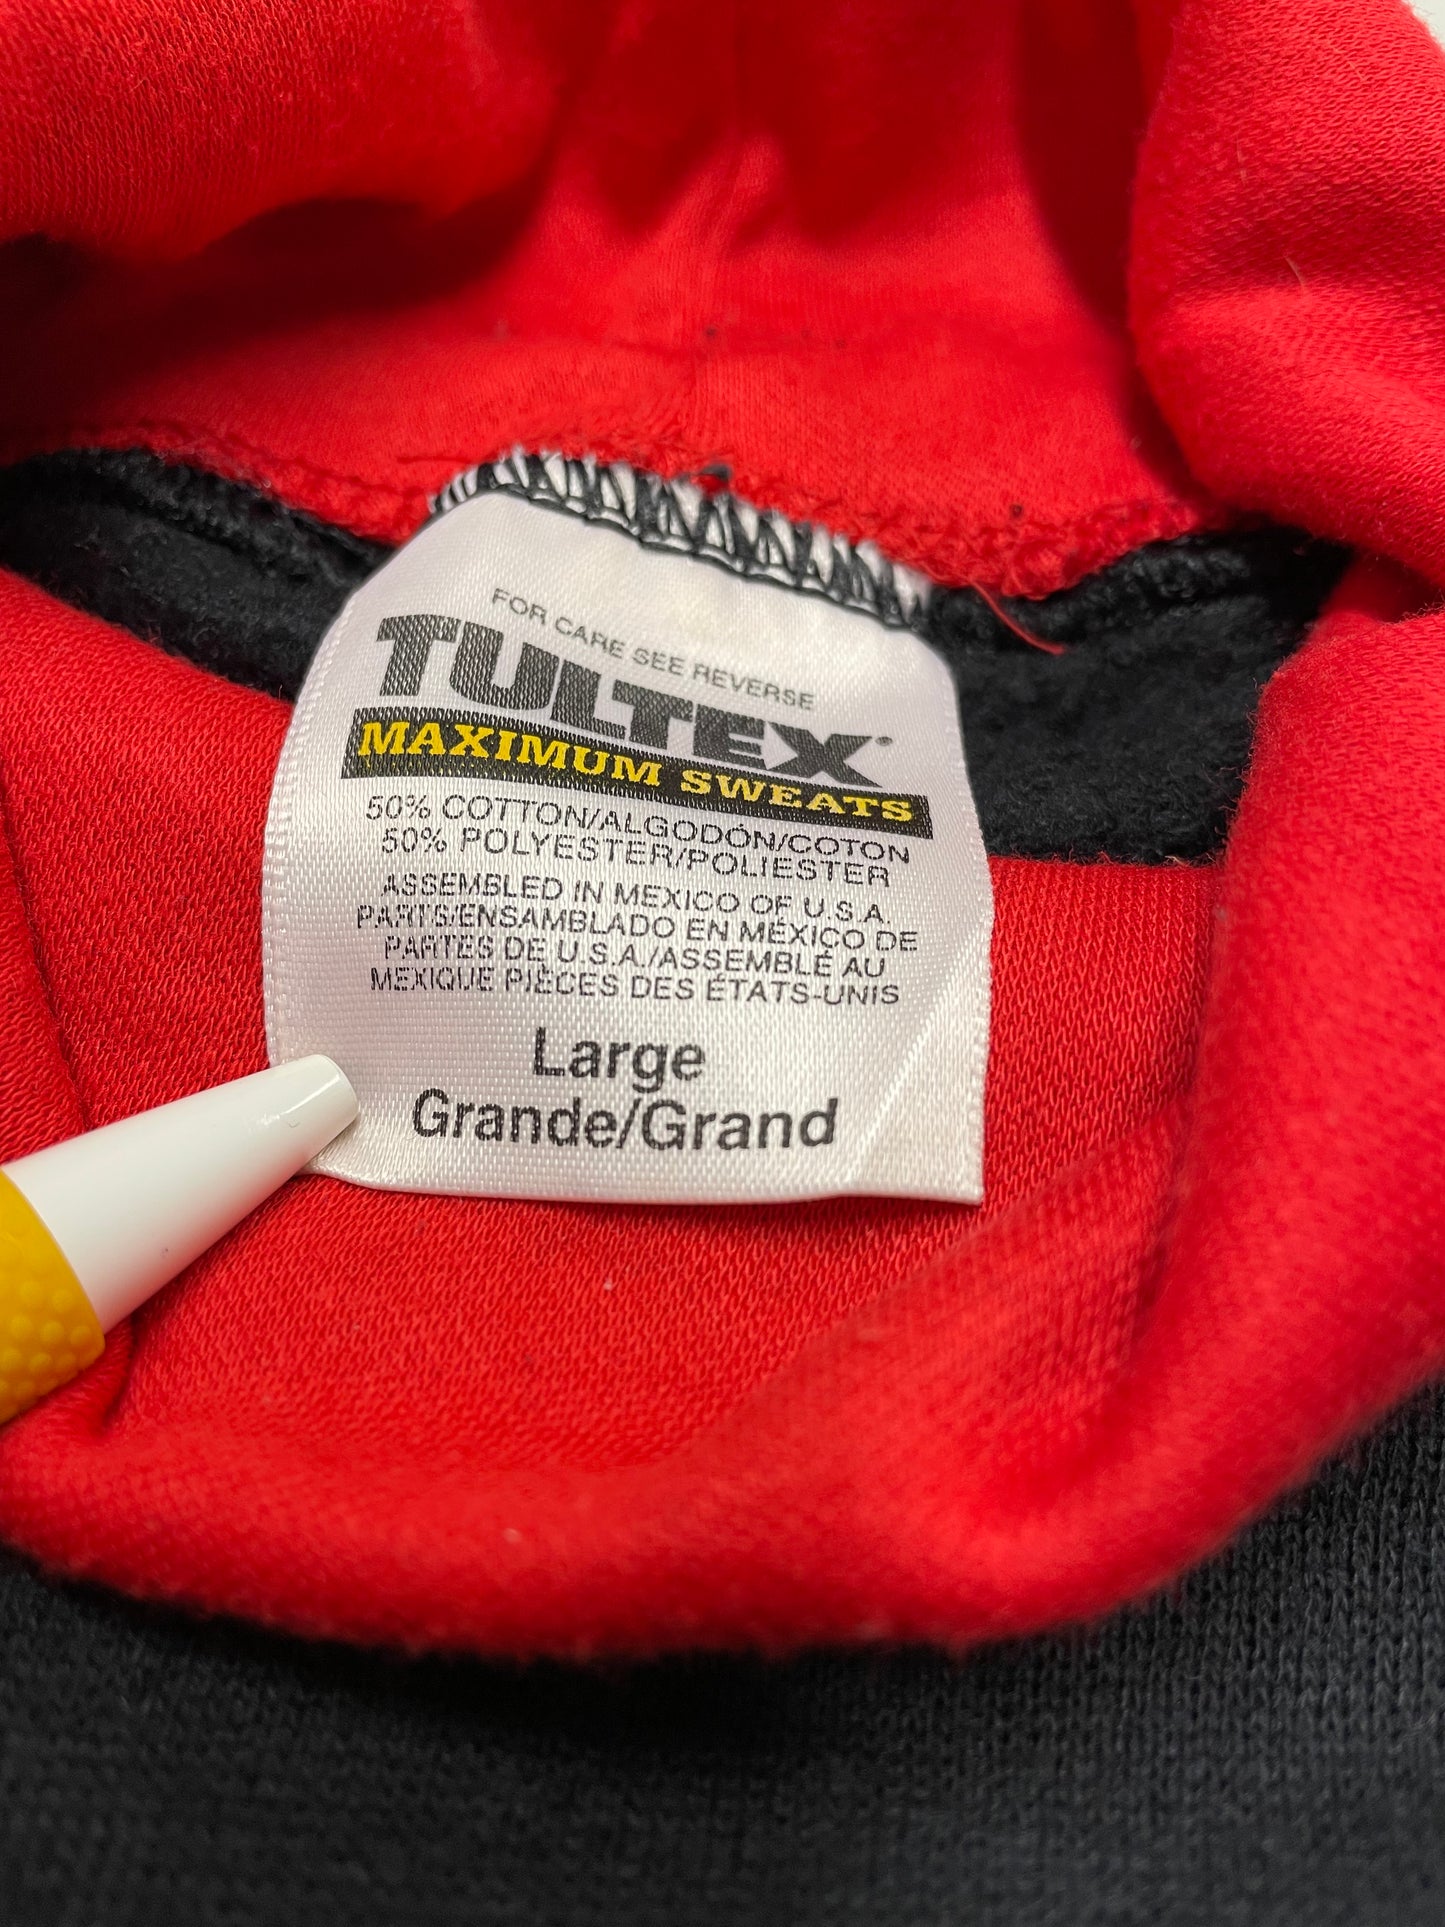 FOR CARE SEE REVERSE
TULTEX
MAXIMUM SWEATS
50% COTTON/ALGODÓN/COTON
50% POLYESTER/POLIESTER
ASSEMBLED IN MEXICO OF U.S.A.
PARTS/ENSAMBLADO EN MÉXICO DE
PARTES DE U.S.A./ASSEMBLÉ AU
MEXIQUE PIÈCES DES ÉTATS-UNIS
Large
Grande/Grand